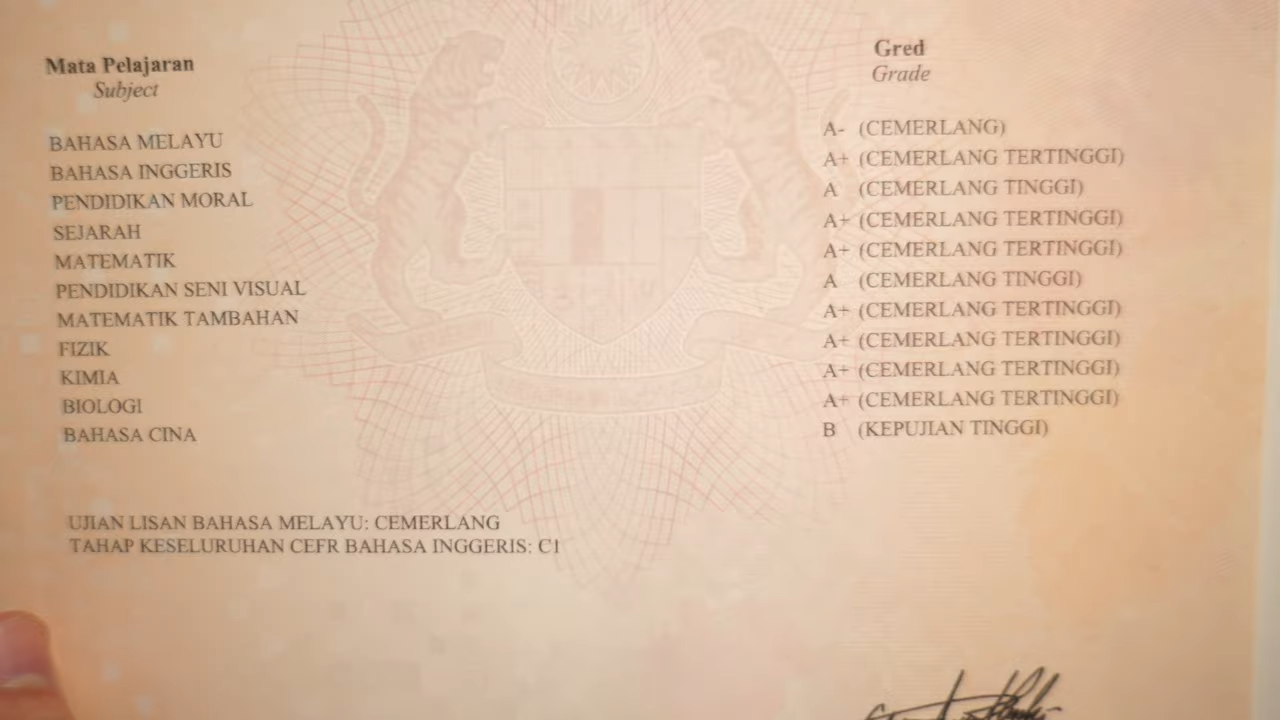 Mata Pelajaran Gred
Subject Grade
BAHASA MELAYU A- (CEMERLANG)
BAHASA INGGERIS A+ (CEMERLANG TERTINGGI)
PENDIDIKAN MORAL A (CEMERLANG TINGGI)
SEJARAH A+ (CEMERLANG TERTINGGI)
MATEMATIK A+ (CEMERLANG TERTINGGI)
PENDIDIKAN SENI VISUAL A (CEMERLANG TINGGI)
MATEMATIK TAMBAHAN A+ (CEMERLANG TERTINGGI)
FIZIK A+ (CEMERLANG TERTINGGI)
KIMIA A+ (CEMERLANG TERTINGGI)
BIOLOGI A+ (CEMERLANG TERTINGGI)
BAHASA CINA B (KEPUJIAN TINGGI)
UJIAN LISAN BAHASA MELAYU: CEMERLANG
TAHAP KESELURUHAN CEFR BAHASA INGGERIS: C1